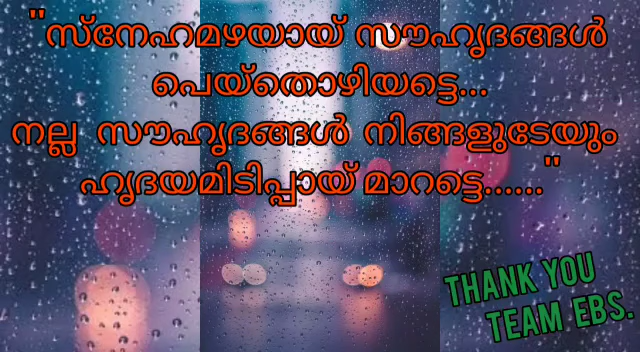 "സ്നേഹമഴയായ് സൗഹൃദങ്ങൾ
പെയ്തൊഴിയട്ടെ...
നല്ല സൗഹൃദങ്ങൾ നിങ്ങളുടേയും
ഹൃദയമിടിപ്പായ് മാറട്ടെ......"
THANK YOU
TEAM EBS.